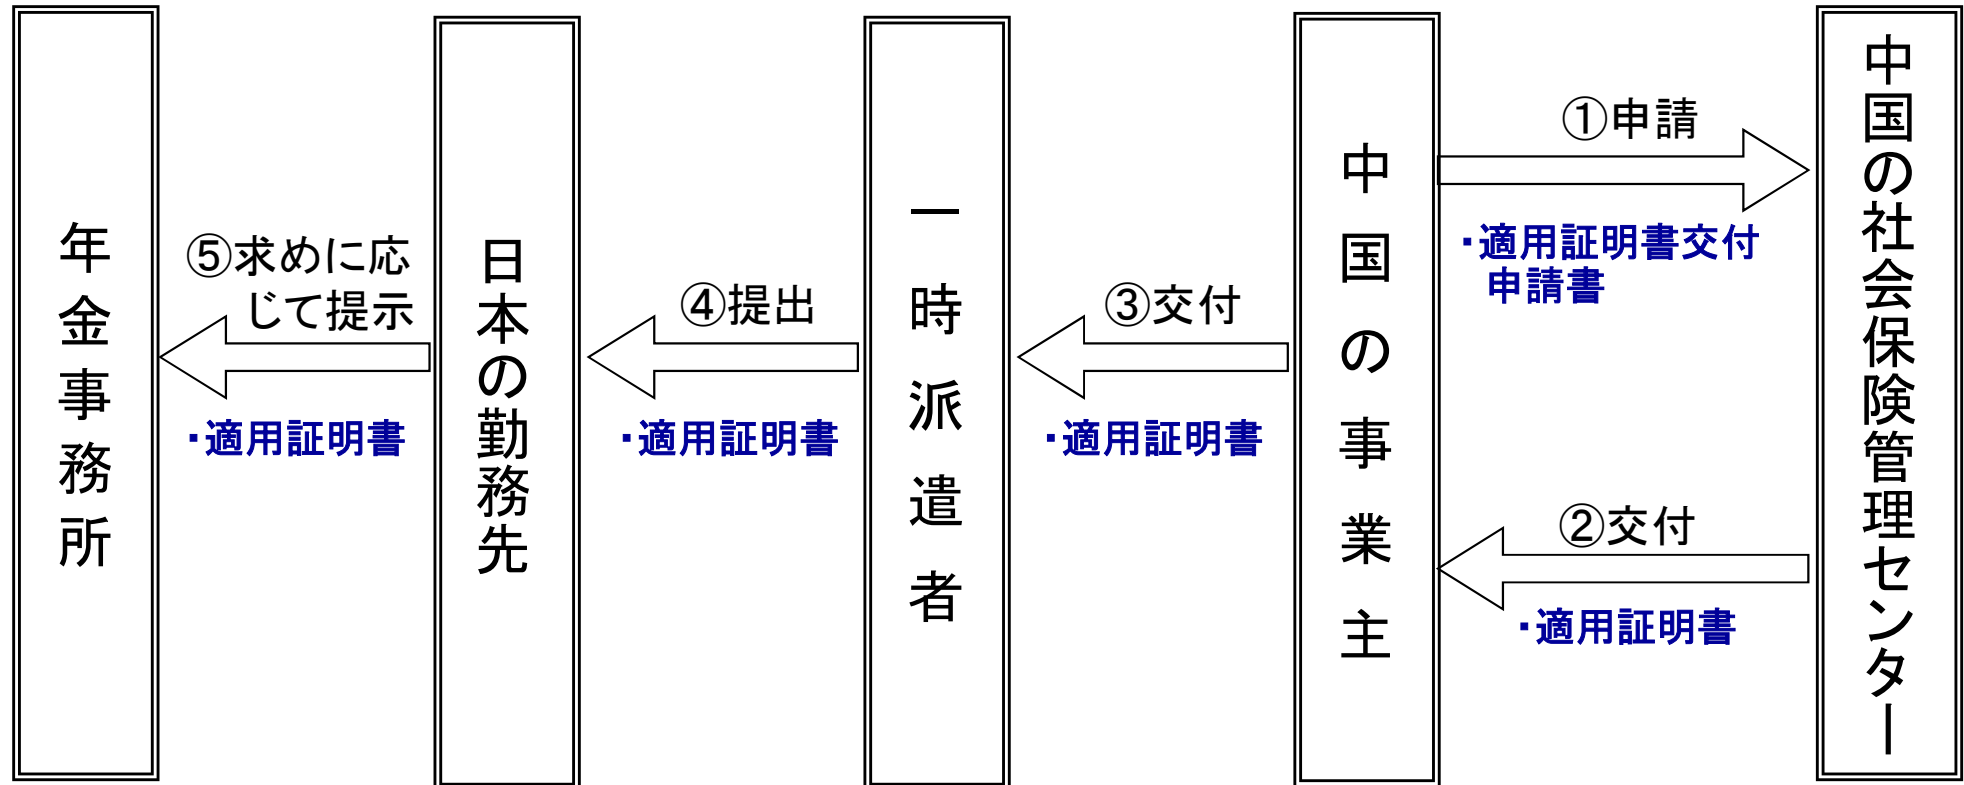 年金事務所
⑤求めに応
じて提示
・適用証明書
日本の勤務先
④提出
・適用証明書
一時派遣者
③交付
・適用証明書
中国の事業主
①申請
・適用証明書交付
申請書
②交付
・適用証明書
中国の社会保険管理センター